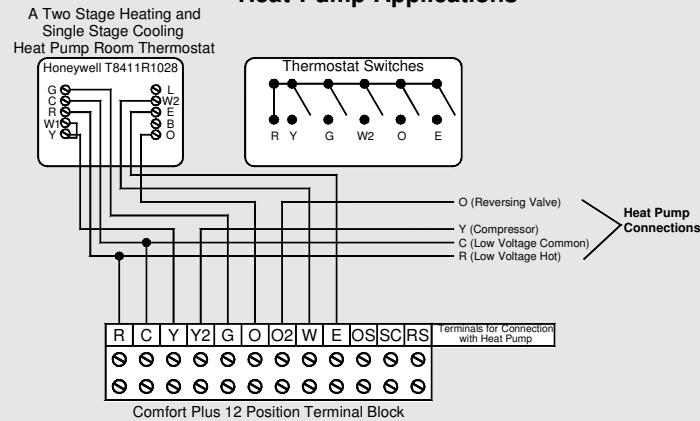 Heat Pump Applications
A Two Stage Heating and
Single Stage Cooling
Heat Pump Room Thermostat
Honeywell T8411R1028
G L
C W2
R E
W1 B
Y O
Thermostat Switches
R Y G W2 O E
O (Reversing Valve)
Y (Compressor)
C (Low Voltage Common)
R (Low Voltage Hot)
Heat Pump
Connections
R C Y Y2 G O O2 W E OS SC RS
Terminals for Connection
with Heat Pump
Comfort Plus 12 Position Terminal Block